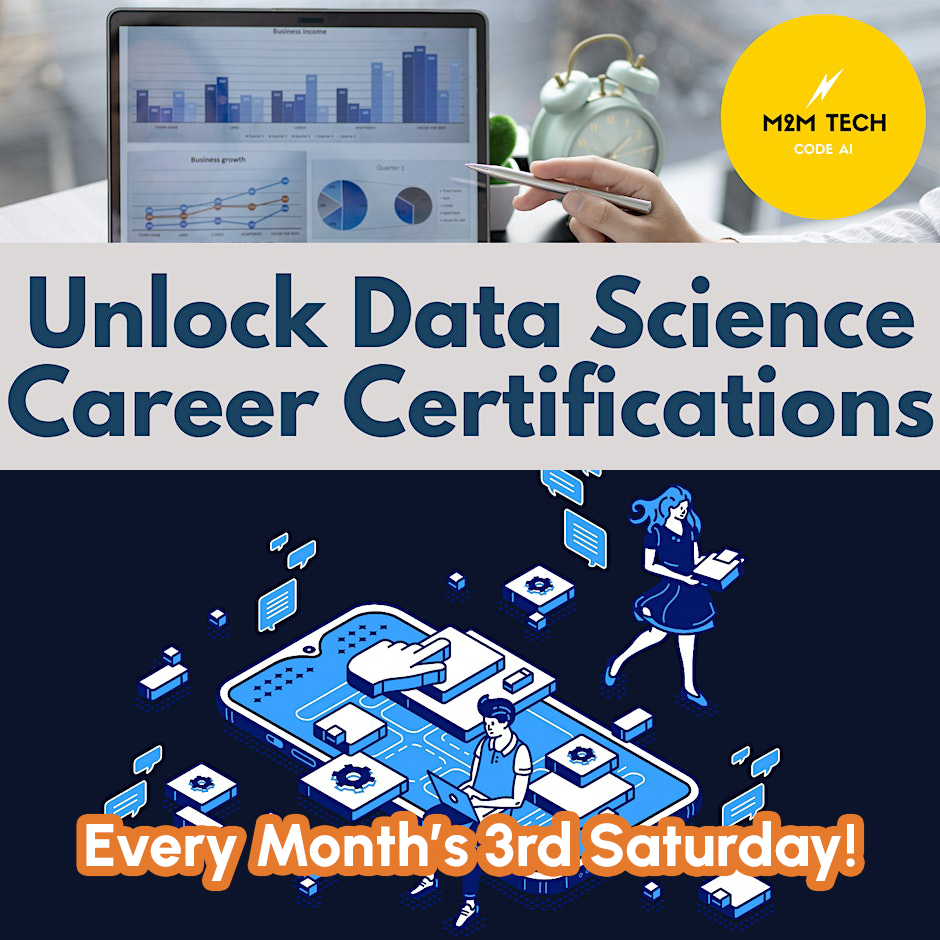 Business income
M2M TECH
CODE AI
Business growth
Quarter 1
Unlock Data Science
Career Certifications
Every Month's 3rd Saturday!